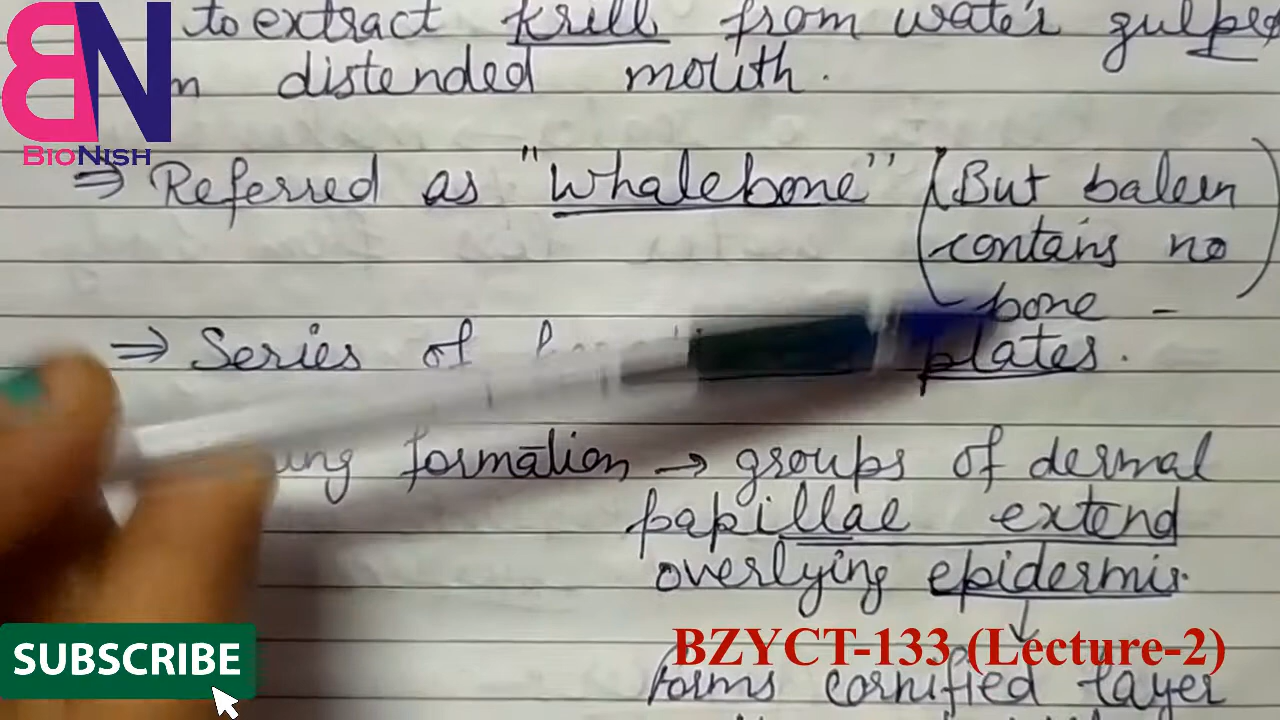 to extract krill from water gulped
BN
BIONISH
distended mouth.
⇒ Referred as "Whalebone" (But baleen
contains no
bone -
⇒ Series of plates.
formation → groups of dermal
papillae extend
overlying epidermis.
↓
BZYCT-133 (Lecture-2)
SUBSCRIBE
forms cornified layer